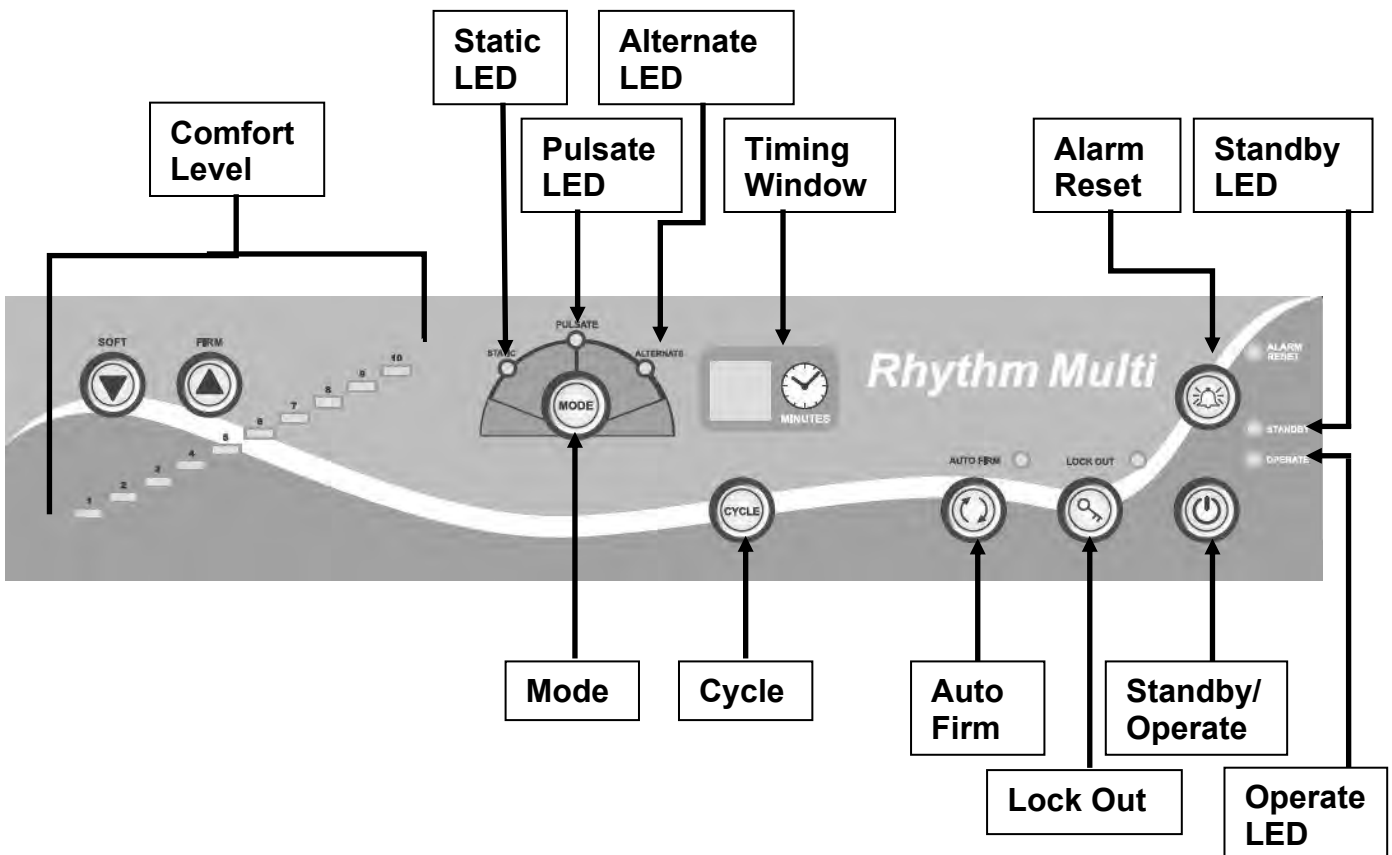 Static
LED
Alternate
LED
Comfort
Level
Pulsate
LED
Timing
Window
Alarm
Reset
Standby
LED
SOFT
FIRM
1
2
3
4
5
6
7
8
9
10
STATIC
PULSATE
ALTERNATE
MODE
MINUTES
Rhythm Multi
ALARM
RESET
STANDBY
OPERATE
AUTO FIRM
LOCK OUT
CYCLE
Mode
Cycle
Auto
Firm
Standby/
Operate
Lock Out
Operate
LED